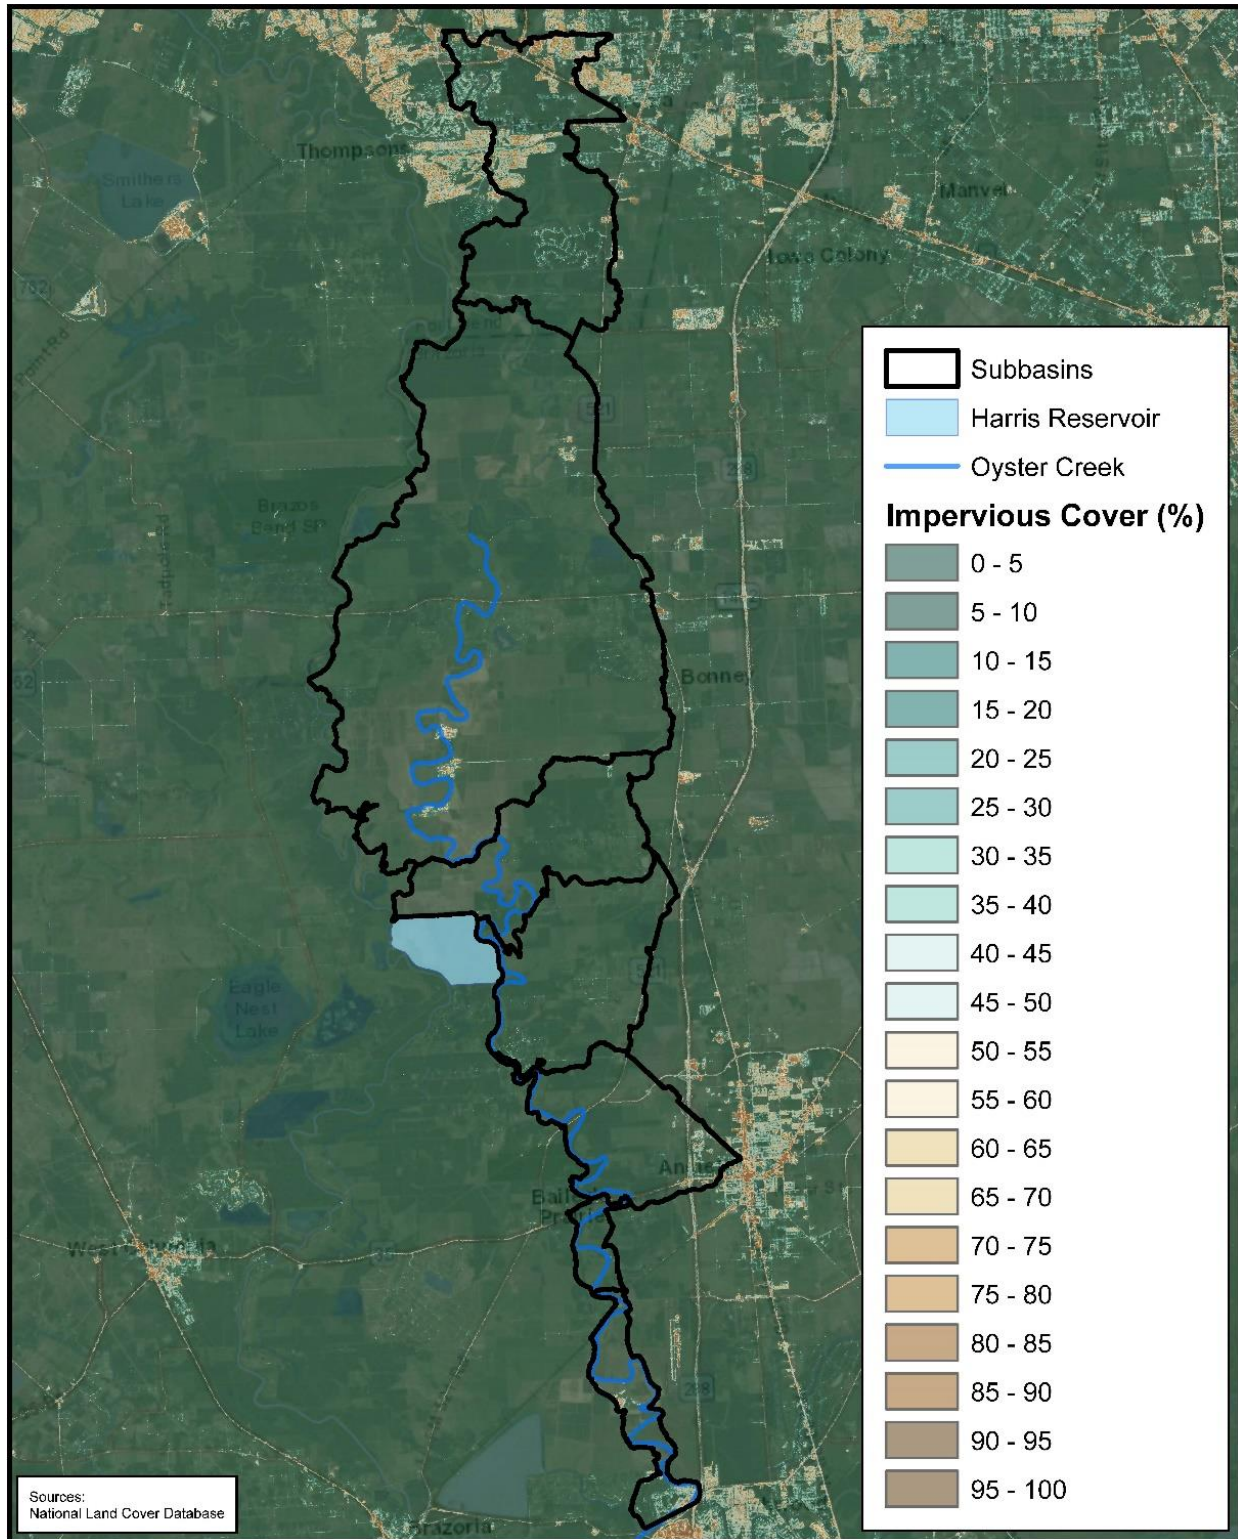 Thompsons
Smithers
Lake
Manvel
Iowa Colony
762
Brazos
Bend SP
521
Bonney
Eagle
Nest
Lake
West Columbia
35
Brazoria
Subbasins
Harris Reservoir
Oyster Creek
Impervious Cover (%)
0 - 5
5 - 10
10 - 15
15 - 20
20 - 25
25 - 30
30 - 35
35 - 40
40 - 45
45 - 50
50 - 55
55 - 60
60 - 65
65 - 70
70 - 75
75 - 80
80 - 85
85 - 90
90 - 95
95 - 100
Sources:
National Land Cover Database